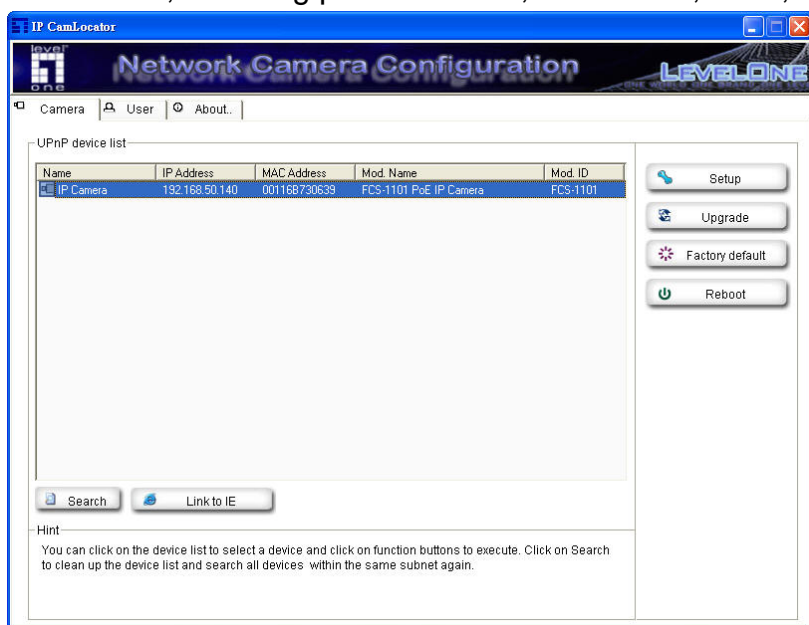 IP CamLocator
level
one
Network Camera Configuration
LEVELONE
Camera
User
About..
UPnP device list
Name IP Address MAC Address Mod. Name Mod. ID
IP Camera 192.168.50.140 00116B730639 FCS-1101 PoE IP Camera FCS-1101
Setup
Upgrade
Factory default
Reboot
Search
Link to IE
Hint
You can click on the device list to select a device and click on function buttons to execute. Click on Search
to clean up the device list and search all devices within the same subnet again.